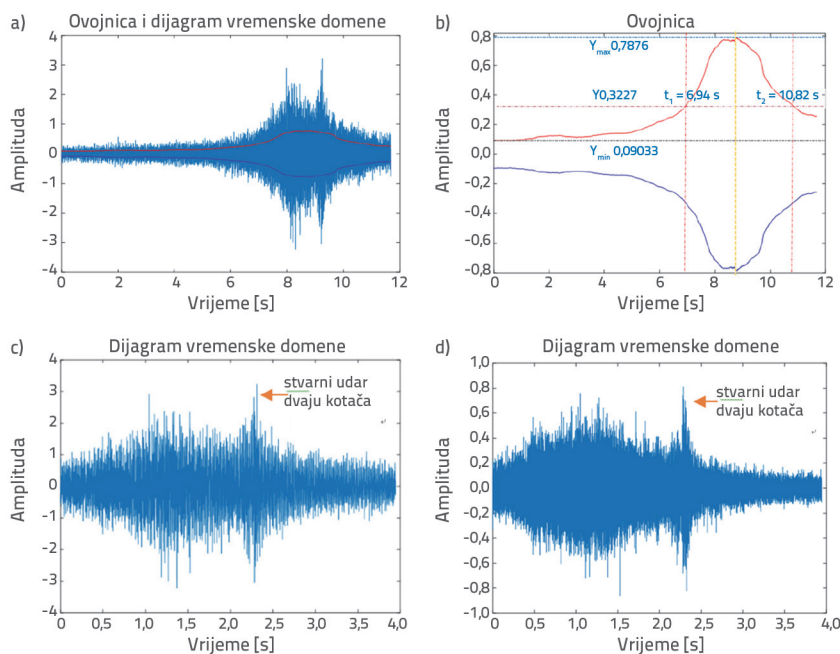 a)
Ovojnica i dijagram vremenske domene
Amplituda
4
3
2
1
0
1
2
-3
-4
0 2 4 6 8 10 12
Vrijeme [s]
b)
Ovojnica
Amplituda
0,8
0,6
0,4
0,2
0,0
-0,2
-0,4
-0,6
-0,8
Ymax0,7876
Y0,3227 t1 = 6,94 s t2 = 10,82 s
Ymin 0,09033
0 2 4 6 8 10 12
Vrijeme [s]
c)
Dijagram vremenske domene
Amplituda
4
3
2
1
0
-1
2
-3
4
stvarni udar
dvaju kotača
0 0,5 1,0 1,5 2,0 2,5 3,0 3,5 4,0
Vrijeme [s]
d)
Dijagram vremenske domene
Amplituda
1,0
0,8
0,6
0,4
0,2
0,0
-0,2
-0,4
-0,6
-0,8
-1,0
stvarni udar
dvaju kotača
0 0,5 1,0 1,5 2,0 2,5 3,0 3,5 4,0
Vrijeme [s]